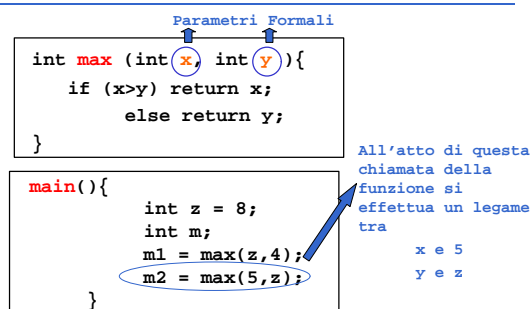 Parametri Formali
int max (int x, int y){
if (x>y) return x;
else return y;
}
main(){
int z = 8;
int m;
m1 = max(z,4);
m2 = max(5,z);
}
All'atto di questa
chiamata della
funzione si
effettua un legame
tra
x e 5
y e z